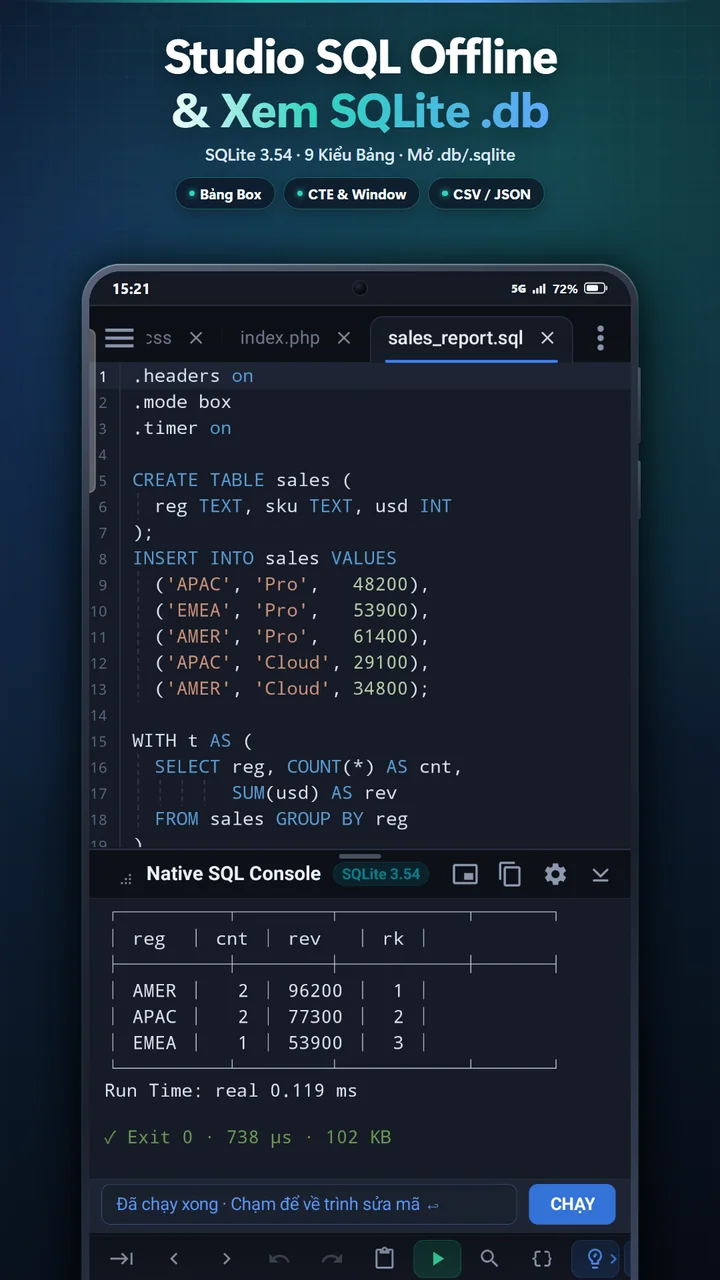 Studio SQL Offline
& Xem SQLite .db
SQLite 3.54 · 9 Kiểu Bảng · Mở .db/.sqlite
Bảng Box
CTE & Window
CSV / JSON
15:21
5G
72%
css
index.php
sales_report.sql
1 .headers on
2 .mode box
3 .timer on
4
5 CREATE TABLE sales (
6 reg TEXT, sku TEXT, usd INT
7 );
8 INSERT INTO sales VALUES
9 ('APAC', 'Pro', 48200),
10 ('EMEA', 'Pro', 53900),
11 ('AMER', 'Pro', 61400),
12 ('APAC', 'Cloud', 29100),
13 ('AMER', 'Cloud', 34800);
14
15 WITH t AS (
16 SELECT reg, COUNT(*) AS cnt,
17 SUM(usd) AS rev
18 FROM sales GROUP BY reg
19 )
Native SQL Console
SQLite 3.54
│ reg │ cnt │ rev │ rk │
│ AMER │ 2 │ 96200 │ 1 │
│ APAC │ 2 │ 77300 │ 2 │
│ EMEA │ 1 │ 53900 │ 3 │
Run Time: real 0.119 ms
✓ Exit 0 · 738 µs · 102 KB
Đã chạy xong · Chạm để về trình sửa mã ↩
CHẠY